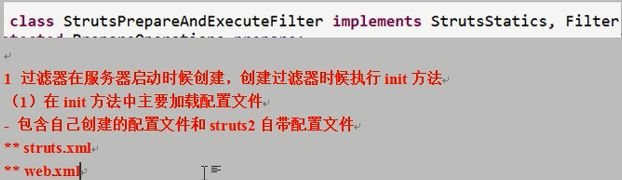 class StrutsPrepareAndExecuteFilter implements StrutsStatics, Filter
1 过滤器在服务器启动时候创建，创建过滤器时候执行 init 方法
（1）在 init 方法中主要加载配置文件
- 包含自己创建的配置文件和 struts2 自带配置文件
** struts.xml
** web.xml